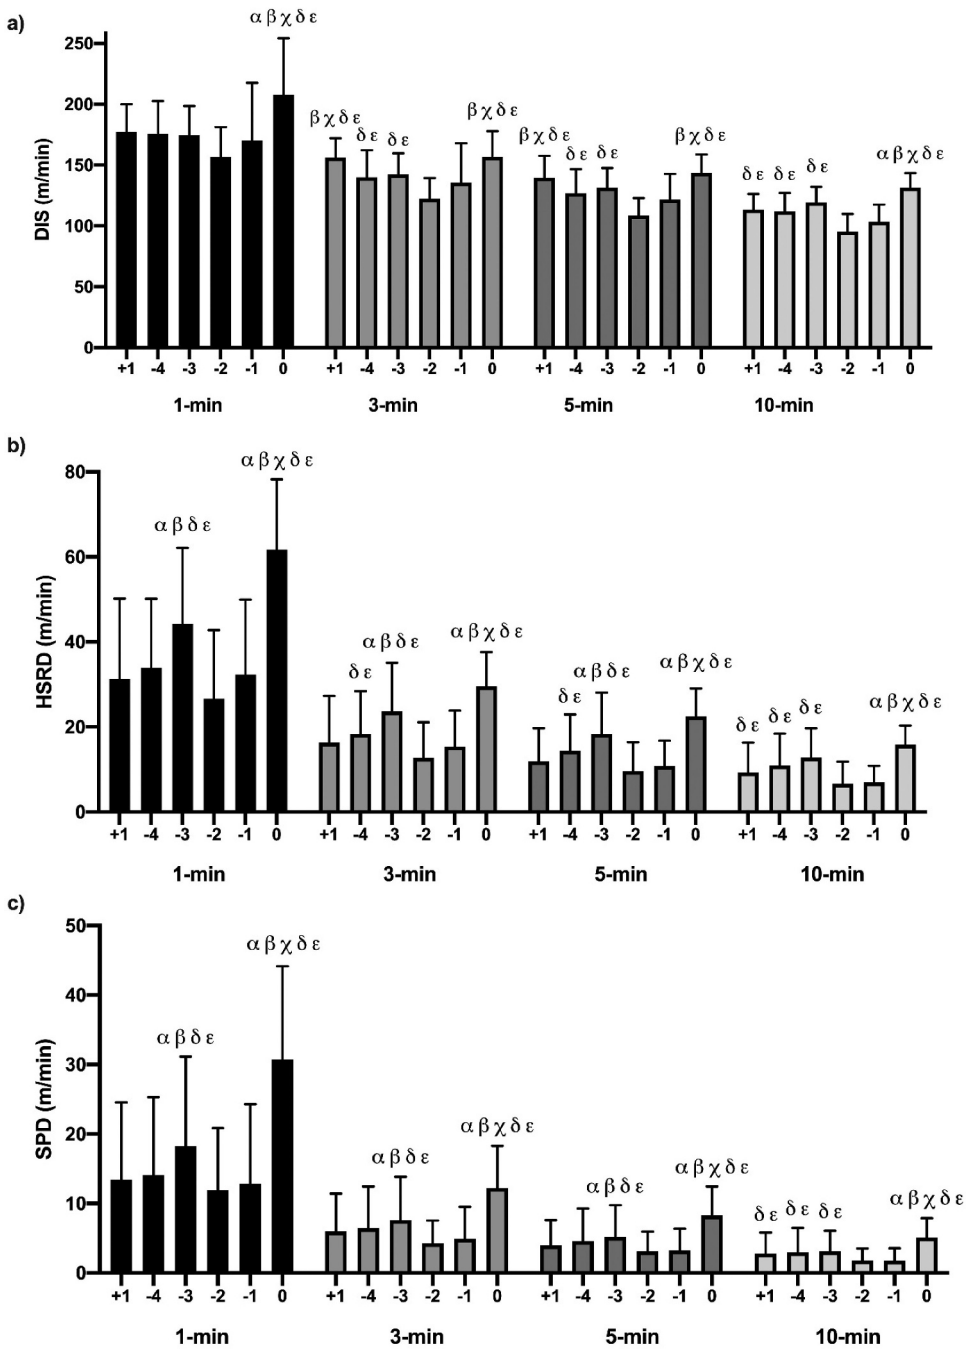 a)
α β χ δ ε
β χ δ ε
δ ε
δ ε
β χ δ ε
β χ δ ε
δ ε
δ ε
β χ δ ε
δ ε
δ ε
δ ε
α β χ δ ε
DIS (m/min)
250
200
150
100
50
0
+1 -4 -3 -2 -1 0 +1 -4 -3 -2 -1 0 +1 -4 -3 -2 -1 0 +1 -4 -3 -2 -1 0
1-min 3-min 5-min 10-min
b)
α β χ δ ε
α β δ ε
δ ε
α β δ ε
α β χ δ ε
δ ε
α β δ ε
α β χ δ ε
δ ε
δ ε
δ ε
α β χ δ ε
HSRD (m/min)
80
60
40
20
0
+1 -4 -3 -2 -1 0 +1 -4 -3 -2 -1 0 +1 -4 -3 -2 -1 0 +1 -4 -3 -2 -1 0
1-min 3-min 5-min 10-min
c)
α β χ δ ε
α β δ ε
α β δ ε
α β χ δ ε
α β δ ε
α β χ δ ε
δ ε
δ ε
δ ε
α β χ δ ε
SPD (m/min)
50
40
30
20
10
0
+1 -4 -3 -2 -1 0 +1 -4 -3 -2 -1 0 +1 -4 -3 -2 -1 0 +1 -4 -3 -2 -1 0
1-min 3-min 5-min 10-min